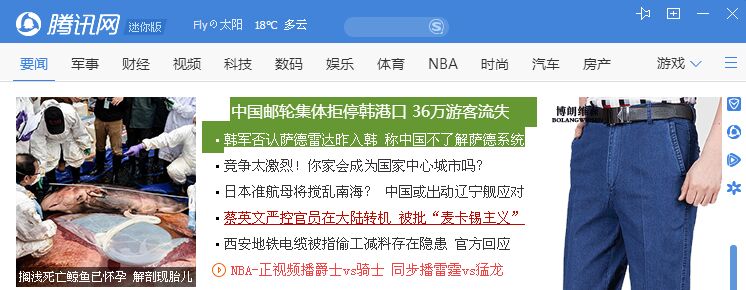 腾讯网 迷你版 Fly 太阳 18℃ 多云
要闻 军事 财经 视频 科技 数码 娱乐 体育 NBA 时尚 汽车 房产 游戏
中国邮轮集体拒停韩港口 36万游客流失
韩军否认萨德雷达昨入韩 称中国不了解萨德系统
竞争太激烈！你家会成为国家中心城市吗？
日本准航母将搅乱南海？ 中国或出动辽宁舰应对
蔡英文严控官员在大陆转机 被批“麦卡锡主义”
西安地铁电缆被指偷工减料存在隐患 官方回应
NBA-正视频播爵士vs骑士 同步播雷霆vs猛龙
搁浅死亡鲸鱼已怀孕 解剖现胎儿
博朗维森
BOLANGWEISEN